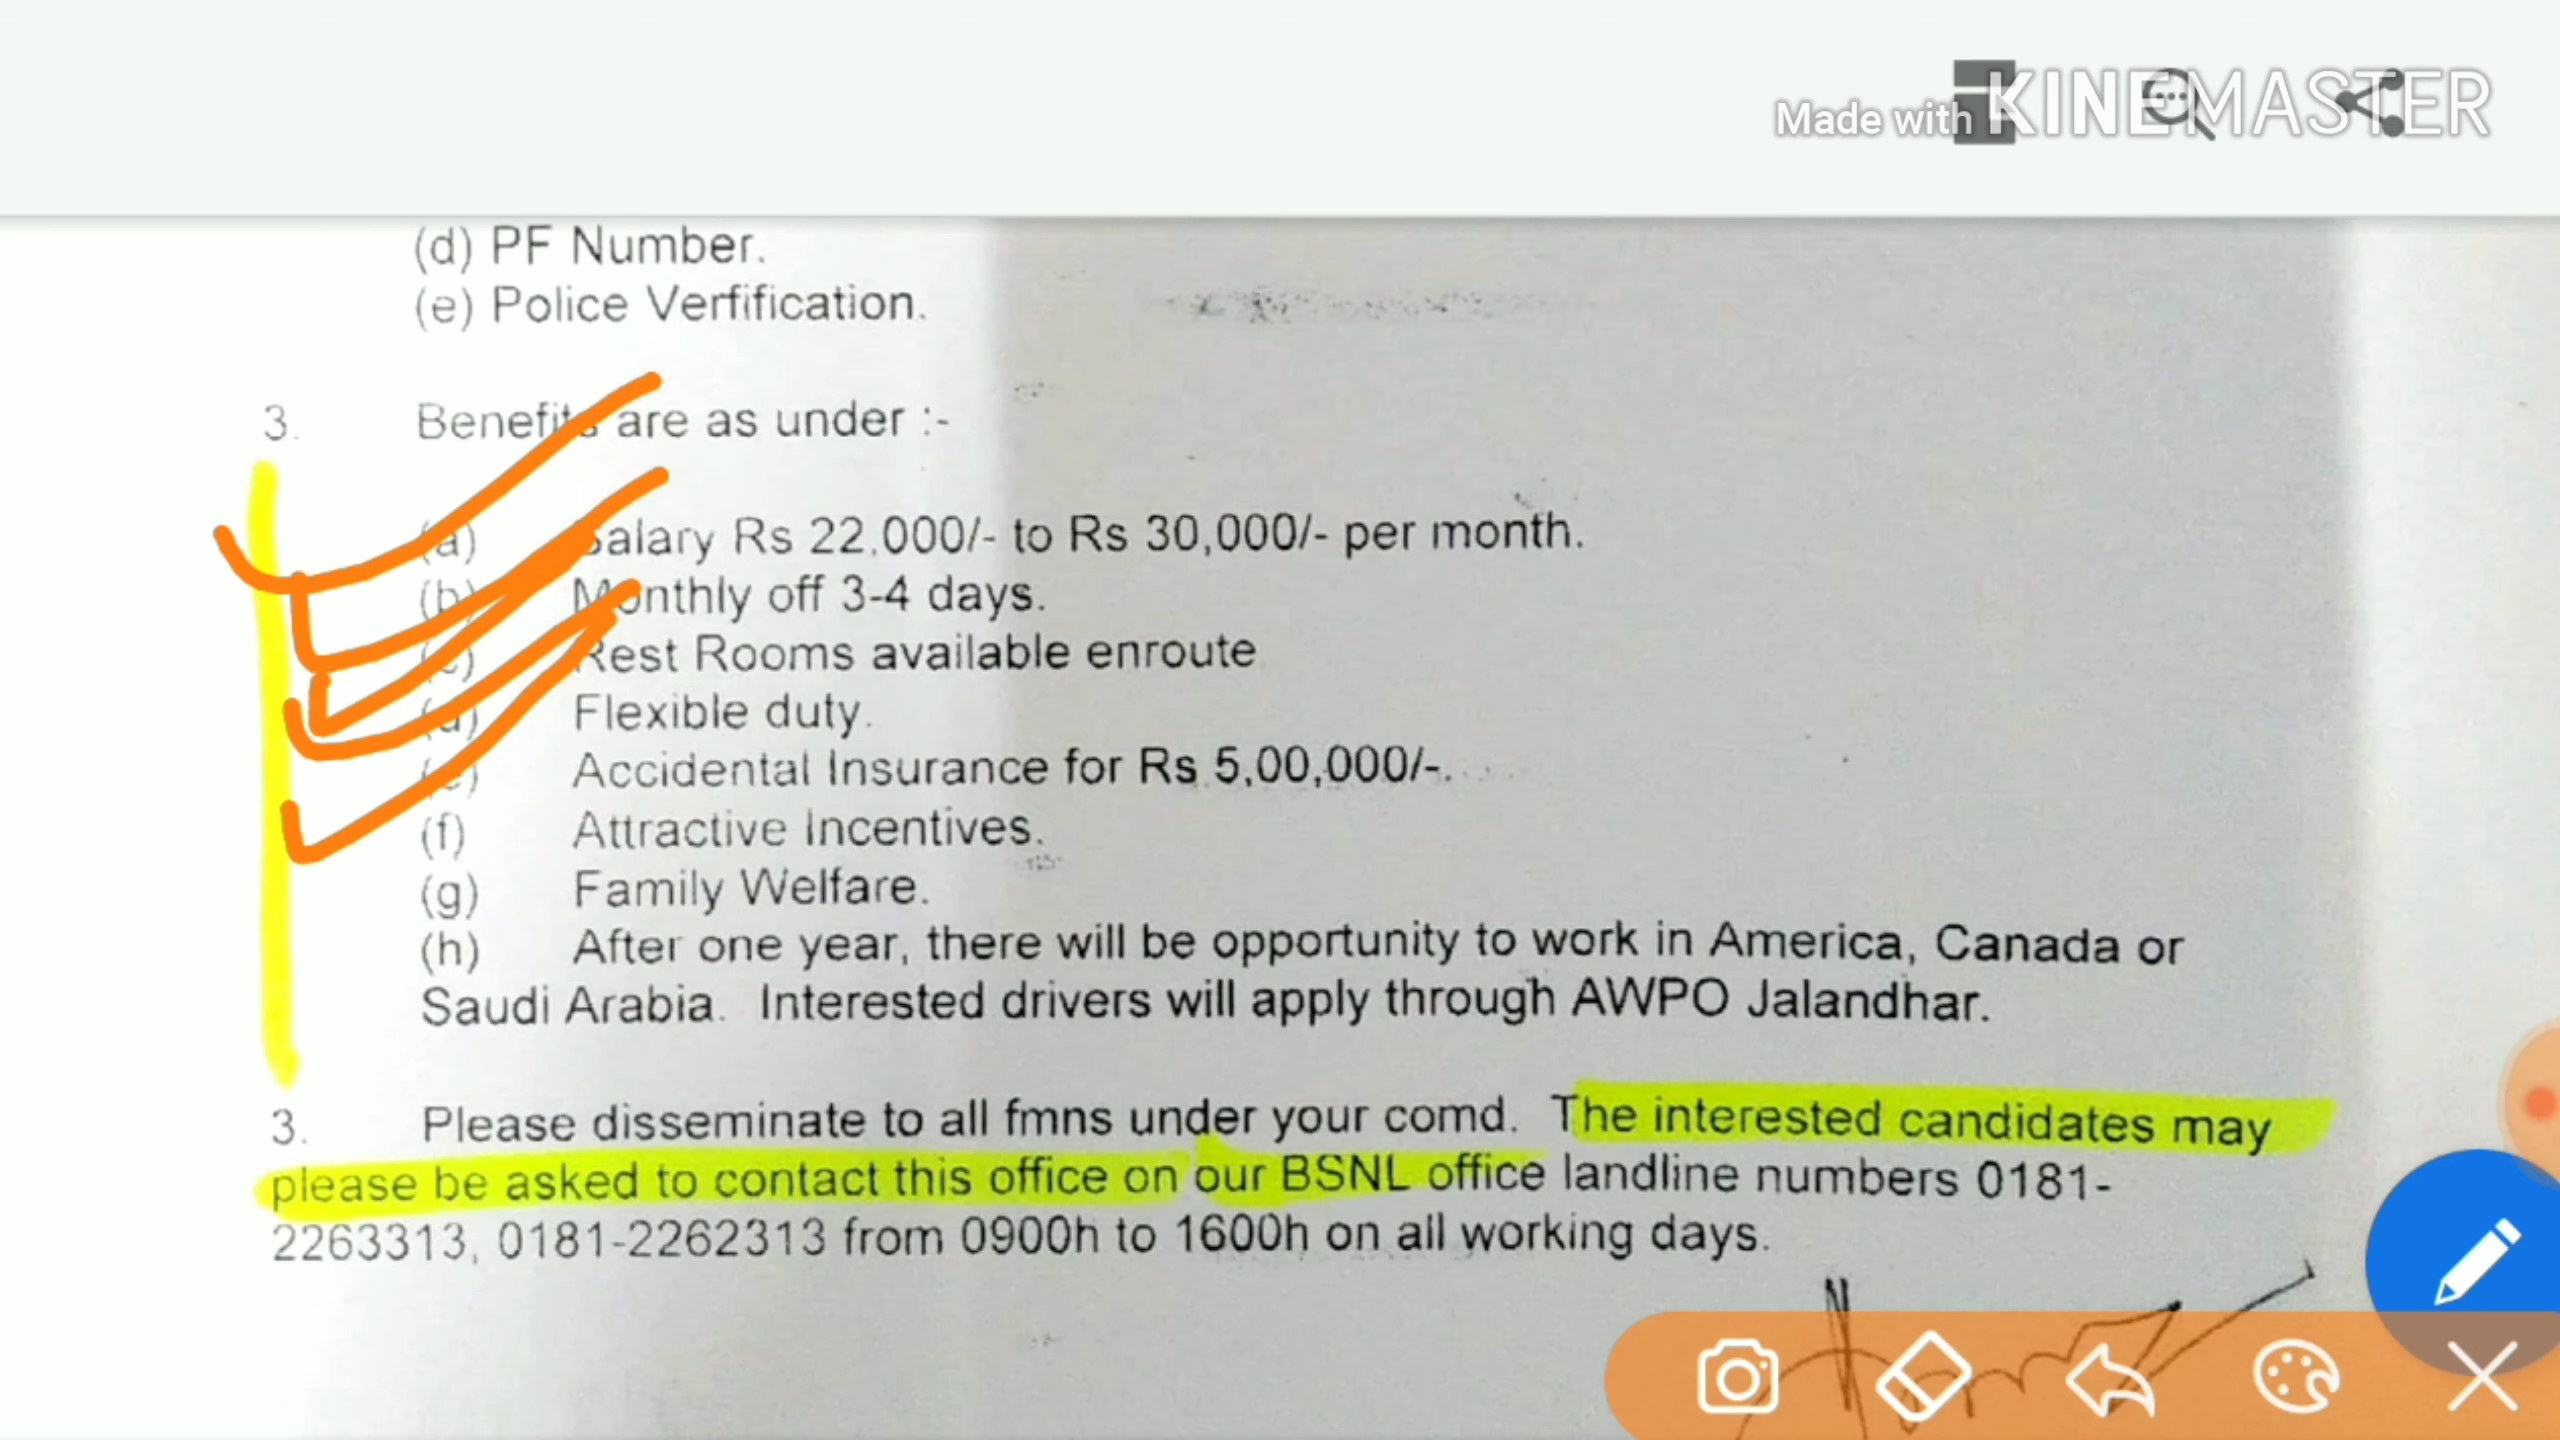 Made with KINEMASTER
(d) PF Number.
(e) Police Verfification.
3. Benefits are as under :-
(a) Salary Rs 22,000/- to Rs 30,000/- per month.
(b) Monthly off 3-4 days.
(c) Rest Rooms available enroute
(d) Flexible duty.
(e) Accidental Insurance for Rs 5,00,000/-.
(f) Attractive Incentives.
(g) Family Welfare.
(h) After one year, there will be opportunity to work in America, Canada or
Saudi Arabia. Interested drivers will apply through AWPO Jalandhar.
3. Please disseminate to all fmns under your comd. The interested candidates may
please be asked to contact this office on our BSNL office landline numbers 0181-
2263313, 0181-2262313 from 0900h to 1600h on all working days.